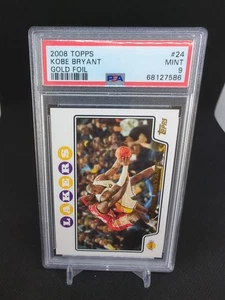 2008 TOPPS #24
KOBE BRYANT MINT
GOLD FOIL PSA 9
68127586
TOPPS
LAKERS